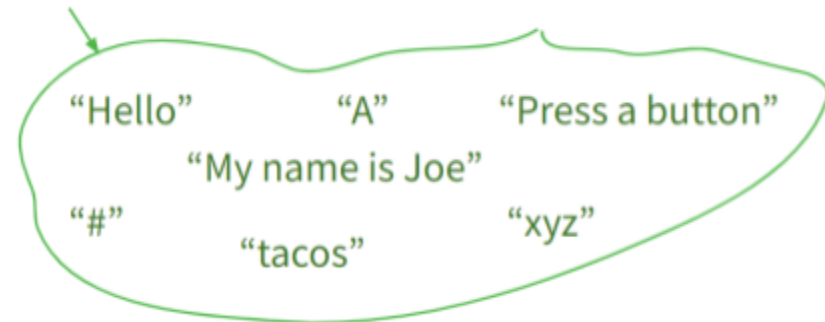 “Hello” “A” “Press a button”
“My name is Joe”
“#” “xyz”
“tacos”